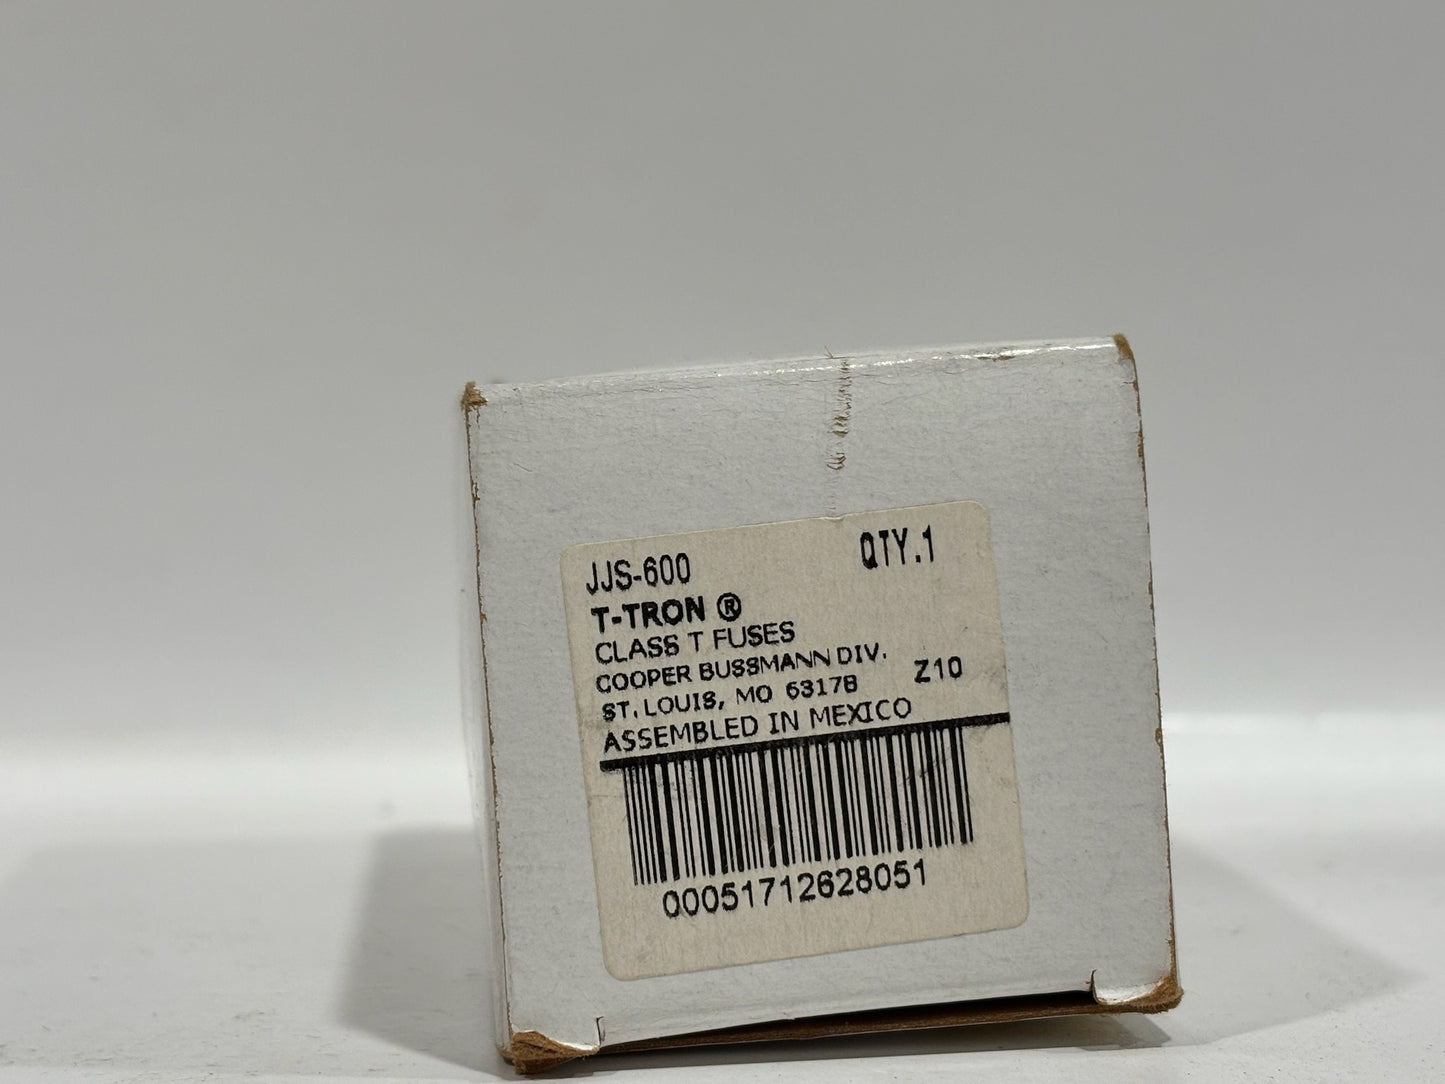 JJS-600 QTY.1
T-TRON ®
CLASS T FUSES
COOPER BUSSMANN DIV.
ST. LOUIS, MO 63178 Z10
ASSEMBLED IN MEXICO
00051712628051